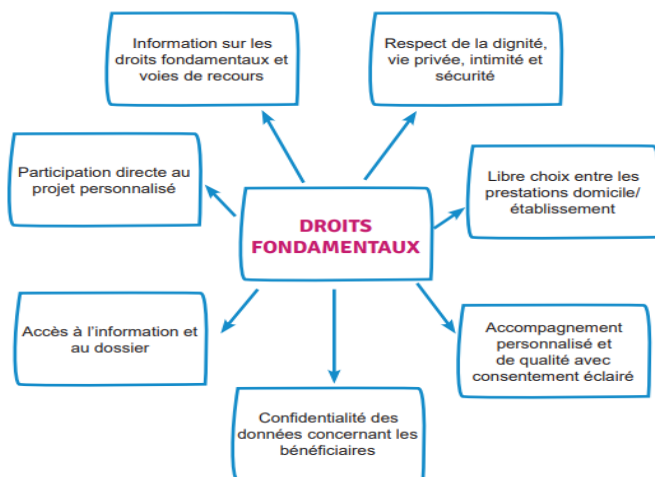 Information sur les
droits fondamentaux et
voies de recours
Respect de la dignité,
vie privée, intimité et
sécurité
Participation directe au
projet personnalisé
Libre choix entre les
prestations domicile/
établissement
DROITS
FONDAMENTAUX
Accès à l'information et
au dossier
Accompagnement
personnalisé et
de qualité avec
consentement éclairé
Confidentialité des
données concernant les
bénéficiaires